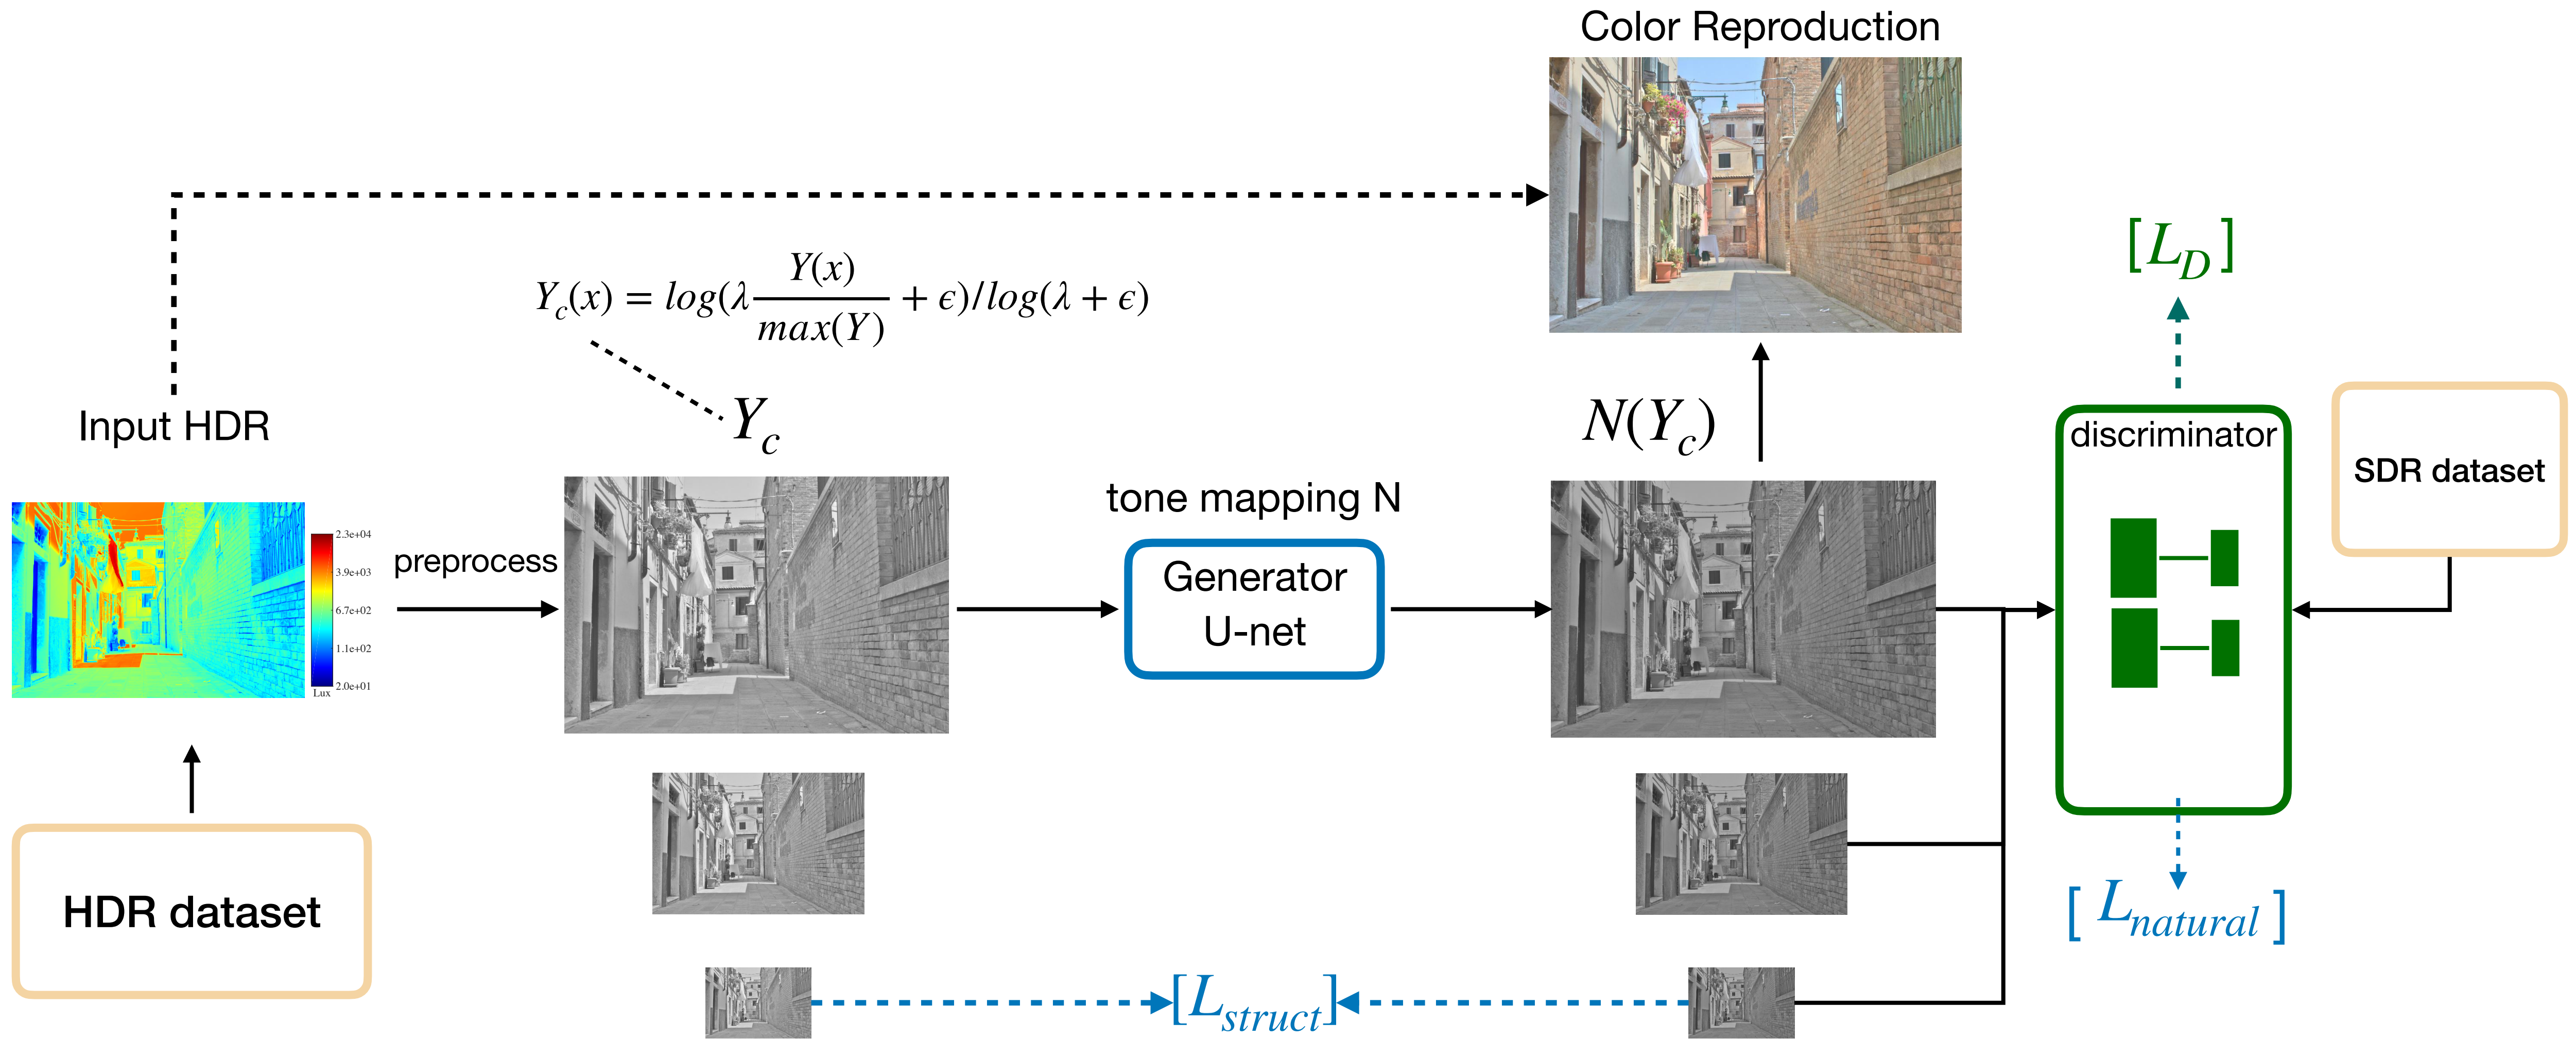 Color Reproduction
Y_c(x) = log(λ Y(x)/max(Y) + ϵ)/log(λ + ϵ)
Input HDR
Y_c
N(Y_c)
[L_D]
discriminator
SDR dataset
tone mapping N
Generator
U-net
preprocess
2.3e+04
3.9e+03
6.7e+02
1.1e+02
2.0e+01
Lux
HDR dataset
[L_struct]
[ L_natural ]